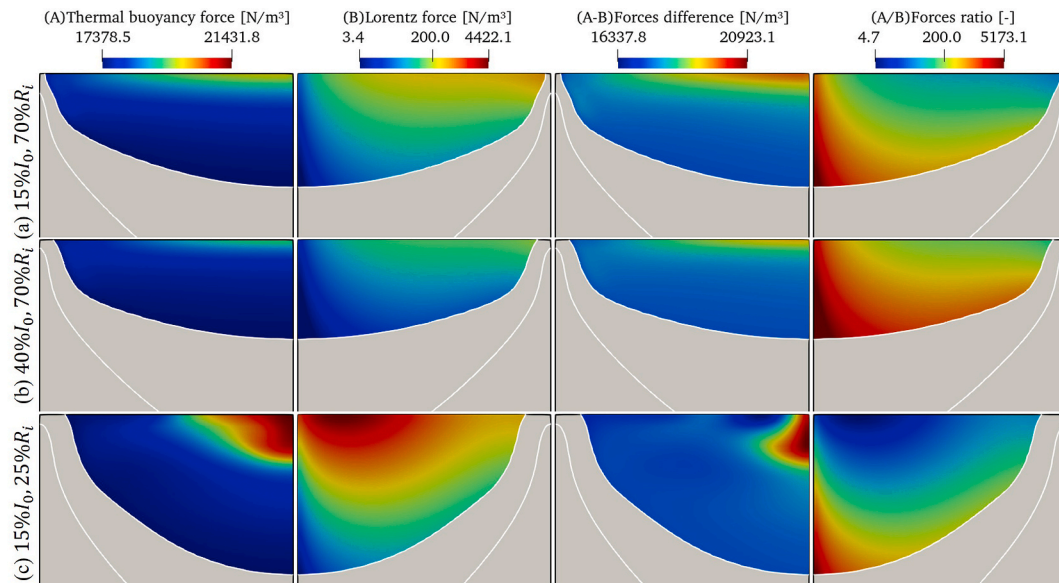 (A)Thermal buoyancy force [N/m³] (B)Lorentz force [N/m³] (A-B)Forces difference [N/m³] (A/B)Forces ratio [-]
17378.5 21431.8 3.4 200.0 4422.1 16337.8 20923.1 4.7 200.0 5173.1
(a) 15%I₀, 70%Rᵢ
(b) 40%I₀, 70%Rᵢ
(c) 15%I₀, 25%Rᵢ